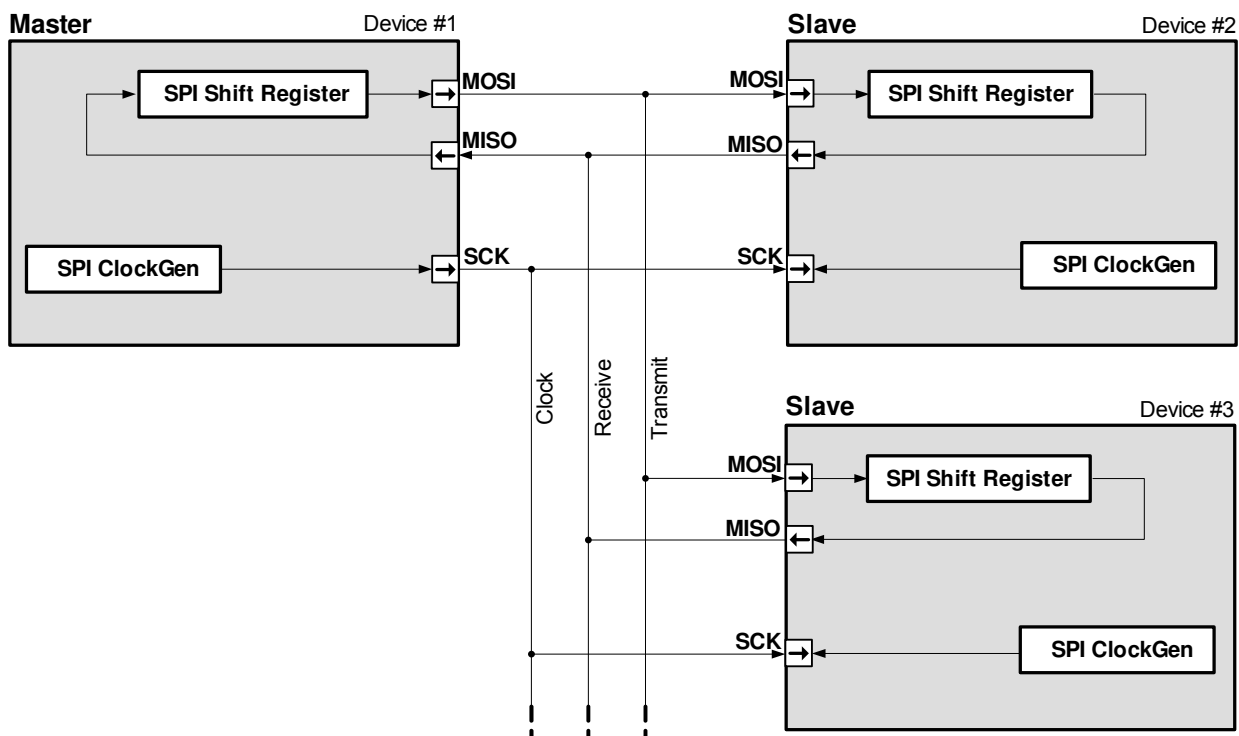 Master Device #1
SPI Shift Register
MOSI
MISO
SPI ClockGen
SCK
Slave Device #2
MOSI
SPI Shift Register
MISO
SCK
SPI ClockGen
Clock
Receive
Transmit
Slave Device #3
MOSI
SPI Shift Register
MISO
SCK
SPI ClockGen